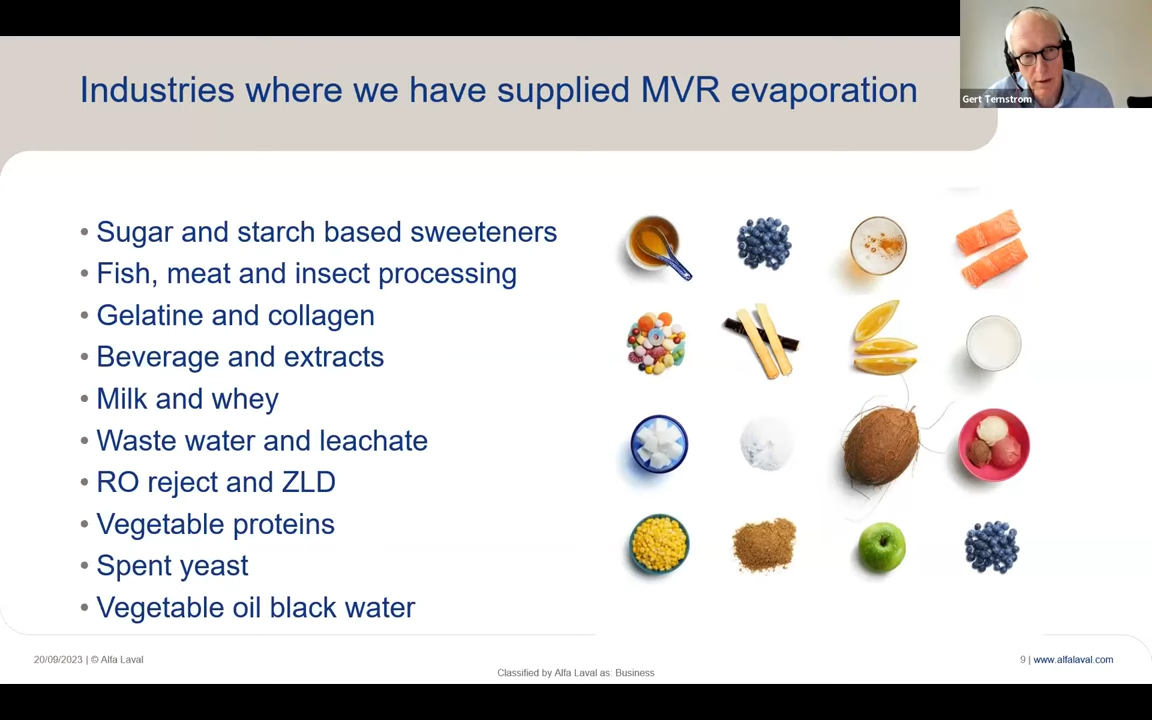 Industries where we have supplied MVR evaporation
Gert Ternstrom
• Sugar and starch based sweeteners
• Fish, meat and insect processing
• Gelatine and collagen
• Beverage and extracts
• Milk and whey
• Waste water and leachate
• RO reject and ZLD
• Vegetable proteins
• Spent yeast
• Vegetable oil black water
20/09/2023 | © Alfa Laval
9 | www.alfalaval.com
Classified by Alfa Laval as: Business